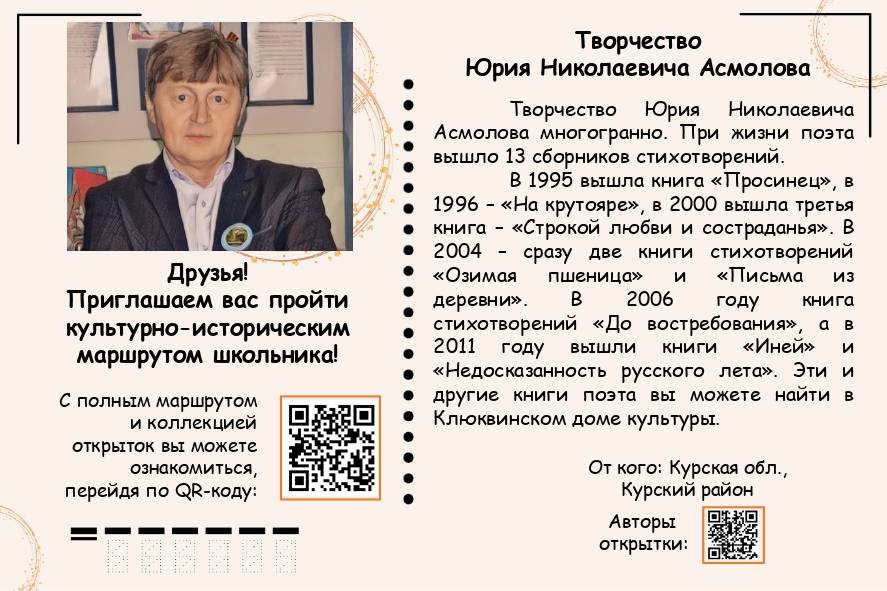 Друзья!
Приглашаем вас пройти
культурно-историческим
маршрутом школьника!
С полным маршрутом
и коллекцией
открыток вы можете
ознакомиться,
перейдя по QR-коду:
Творчество
Юрия Николаевича Асмолова
Творчество Юрия Николаевича
Асмолова многогранно. При жизни поэта
вышло 13 сборников стихотворений.
В 1995 вышла книга «Просинец», в
1996 – «На крутояре», в 2000 вышла третья
книга – «Строкой любви и состраданья». В
2004 – сразу две книги стихотворений
«Озимая пшеница» и «Письма из
деревни». В 2006 году книга
стихотворений «До востребования», а в
2011 году вышли книги «Иней» и
«Недосказанность русского лета». Эти и
другие книги поэта вы можете найти в
Клюквинском доме культуры.
От кого: Курская обл.,
Курский район
Авторы
открытки: